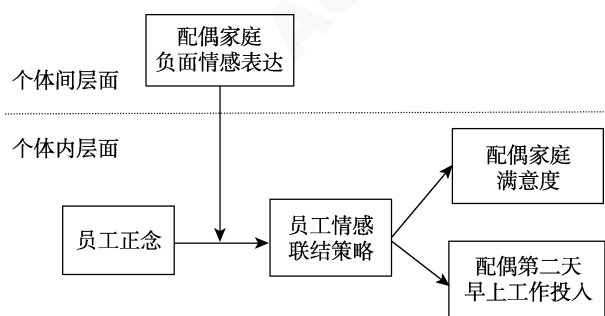 配偶家庭
负面情感表达
个体间层面
个体内层面
配偶家庭
满意度
员工正念
员工情感
联结策略
配偶第二天
早上工作投入